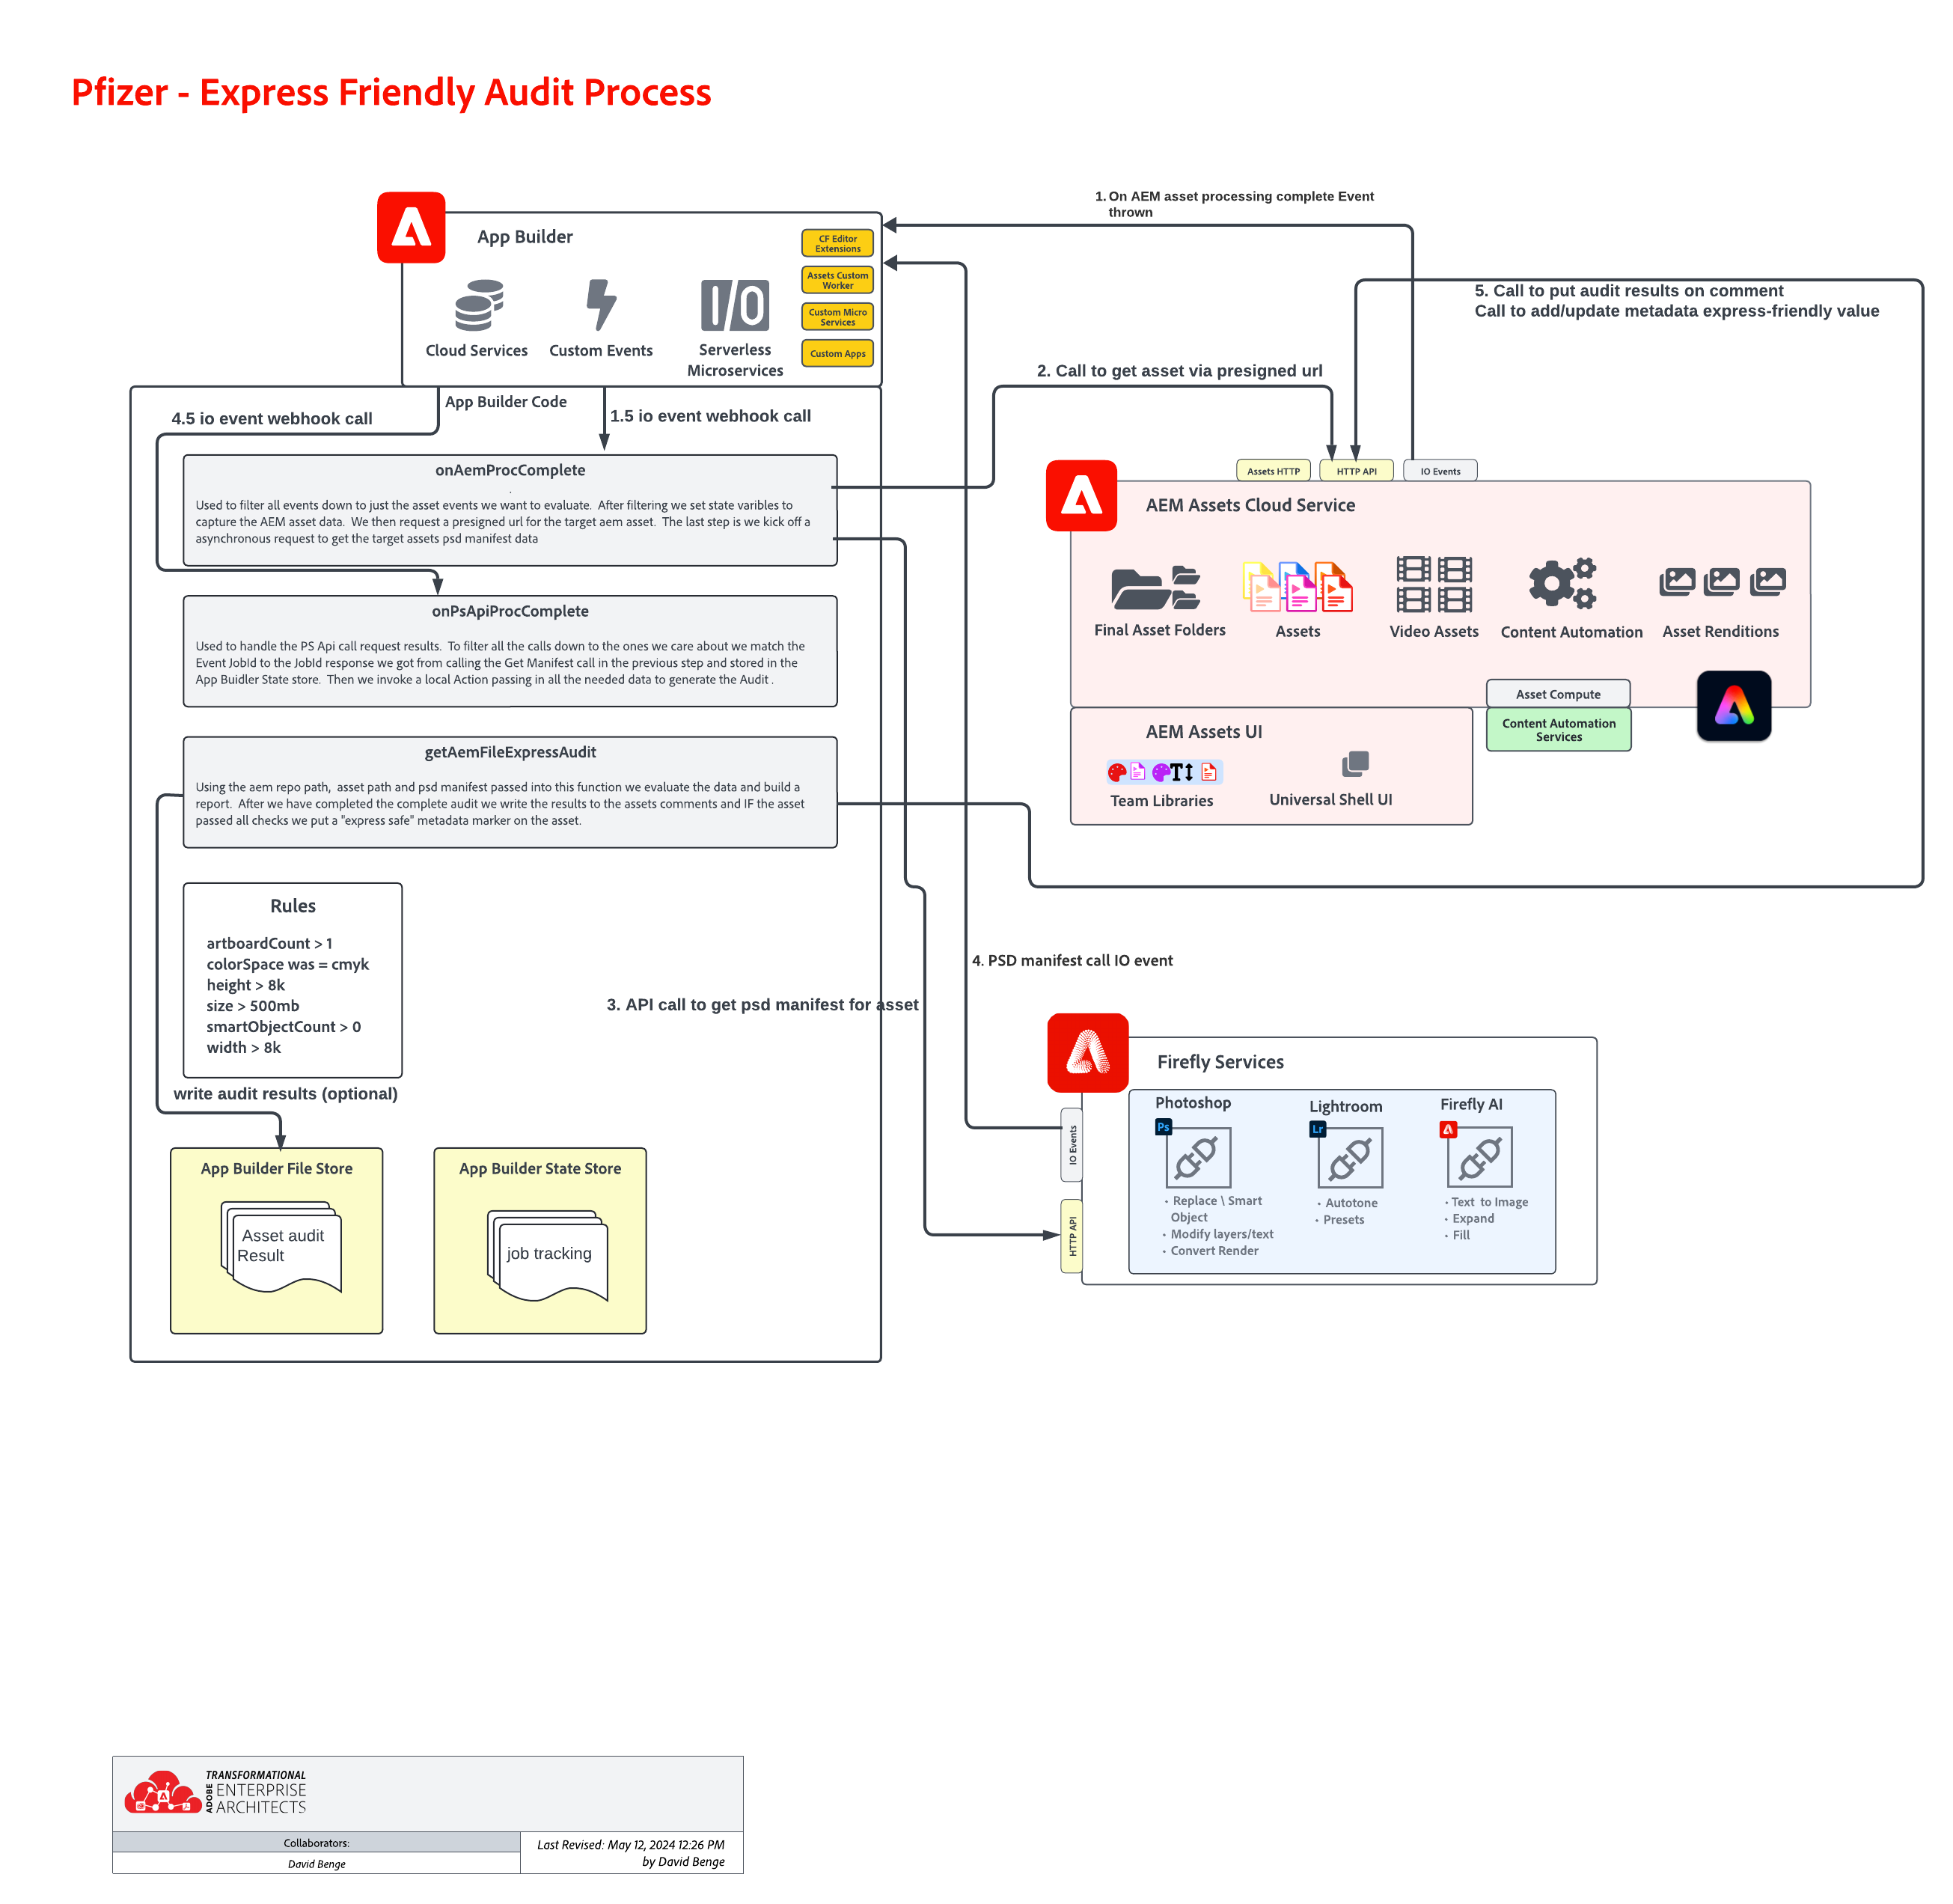 Pfizer - Express Friendly Audit Process
1. On AEM asset processing complete Event
thrown
App Builder
CF Editor
Extensions
Assets Custom
Worker
Custom Micro
Services
Custom Apps
Cloud Services
Custom Events
Serverless
Microservices
5. Call to put audit results on comment
Call to add/update metadata express-friendly value
2. Call to get asset via presigned url
App Builder Code
4.5 io event webhook call
1.5 io event webhook call
onAemProcComplete
.
Used to filter all events down to just the asset events we want to evaluate. After filtering we set state varibles to
capture the AEM asset data. We then request a presigned url for the target aem asset. The last step is we kick off a
asynchronous request to get the target assets psd manifest data
onPsApiProcComplete
Used to handle the PS Api call request results. To filter all the calls down to the ones we care about we match the
Event JobId to the JobId response we got from calling the Get Manifest call in the previous step and stored in the
App Buidler State store. Then we invoke a local Action passing in all the needed data to generate the Audit .
getAemFileExpressAudit
Using the aem repo path, asset path and psd manifest passed into this function we evaluate the data and build a
report. After we have completed the complete audit we write the results to the assets comments and IF the asset
passed all checks we put a "express safe" metadata marker on the asset.
Assets HTTP
HTTP API
IO Events
AEM Assets Cloud Service
Final Asset Folders
Assets
Video Assets
Content Automation
Asset Renditions
Asset Compute
Content Automation
Services
AEM Assets UI
Team Libraries
Universal Shell UI
Rules
artboardCount > 1
colorSpace was = cmyk
height > 8k
size > 500mb
smartObjectCount > 0
width > 8k
write audit results (optional)
4. PSD manifest call IO event
3. API call to get psd manifest for asset
App Builder File Store
Asset audit
Result
App Builder State Store
job tracking
Firefly Services
IO Events
HTTP API
Photoshop
Ps
• Replace \ Smart
Object
• Modify layers/text
• Convert Render
Lightroom
Lr
• Autotone
• Presets
Firefly AI
• Text to Image
• Expand
• Fill
TRANSFORMATIONAL
ADOBE
ENTERPRISE
ARCHITECTS
Collaborators:
David Benge
Last Revised: May 12, 2024 12:26 PM
by David Benge